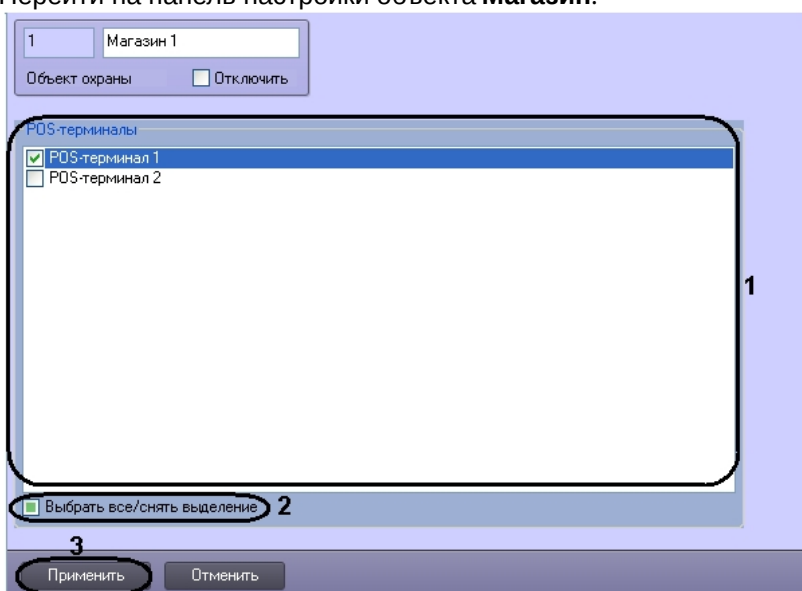 Перейти на панель настройки объекта Магазин.
1 Магазин 1
Объект охраны Отключить
POS-терминалы
POS-терминал 1
POS-терминал 2
1
Выбрать все/снять выделение 2
3
Применить Отменить